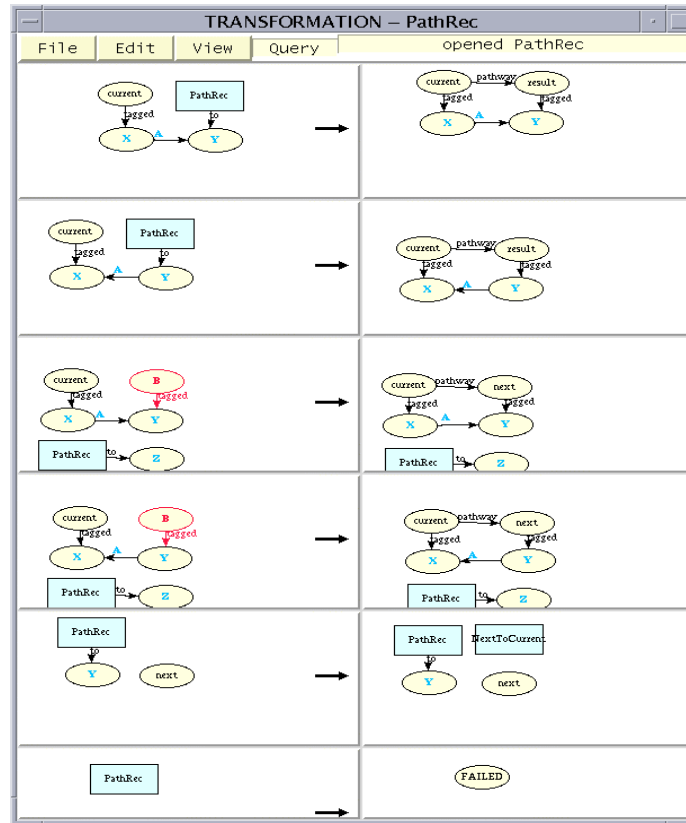 TRANSFORMATION – PathRec
File Edit View Query opened PathRec
current PathRec
tagged to
X A Y
current pathway result
tagged tagged
X A Y
current PathRec
tagged to
X A Y
current pathway result
tagged tagged
X A Y
current B
tagged tagged
X A Y
PathRec to Z
current pathway next
tagged tagged
X A Y
PathRec to Z
current B
tagged tagged
X A Y
PathRec to Z
current pathway next
tagged tagged
X A Y
PathRec to Z
PathRec
to
Y next
PathRec NextToCurrent
to
Y next
PathRec
FAILED